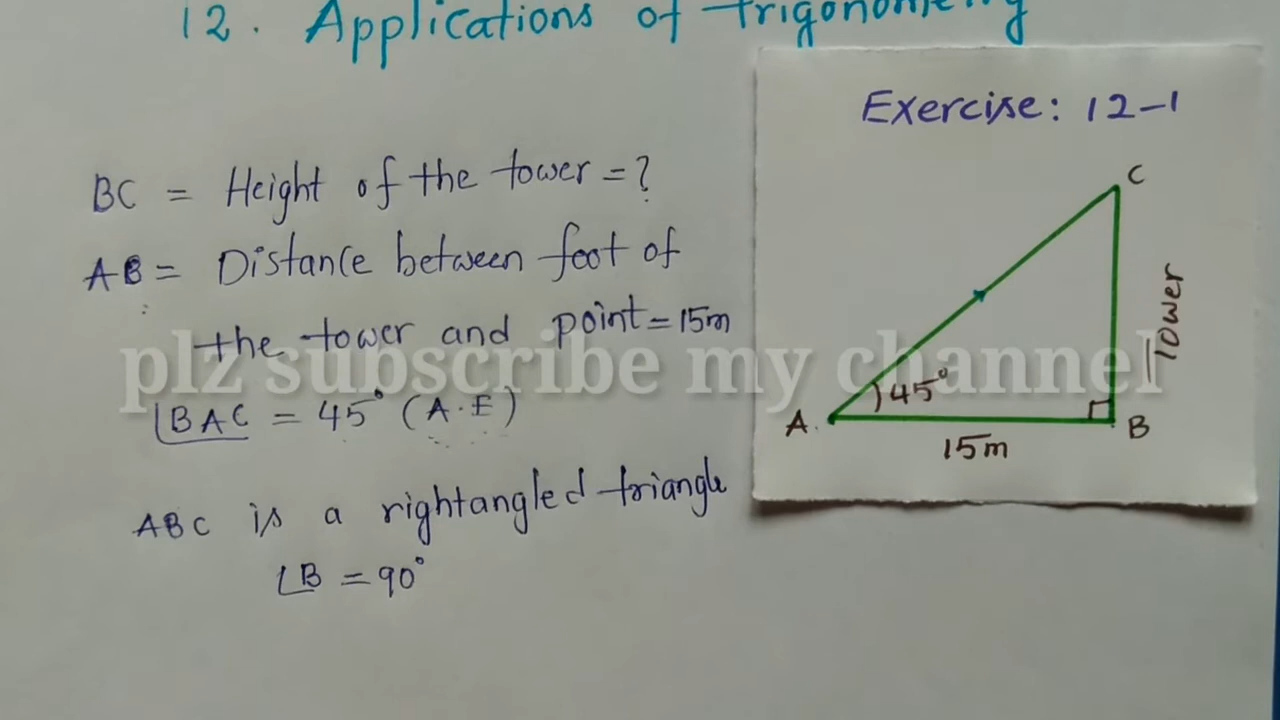 12. Applications of trigonometry
Exercise: 12-1
BC = Height of the tower = ?
AB = Distance between foot of
the tower and point = 15m
∠BAC = 45° (A.E)
ABC is a rightangled triangle
∠B = 90°
C
Tower
45°
A.
B
15m
plz subscribe my channel